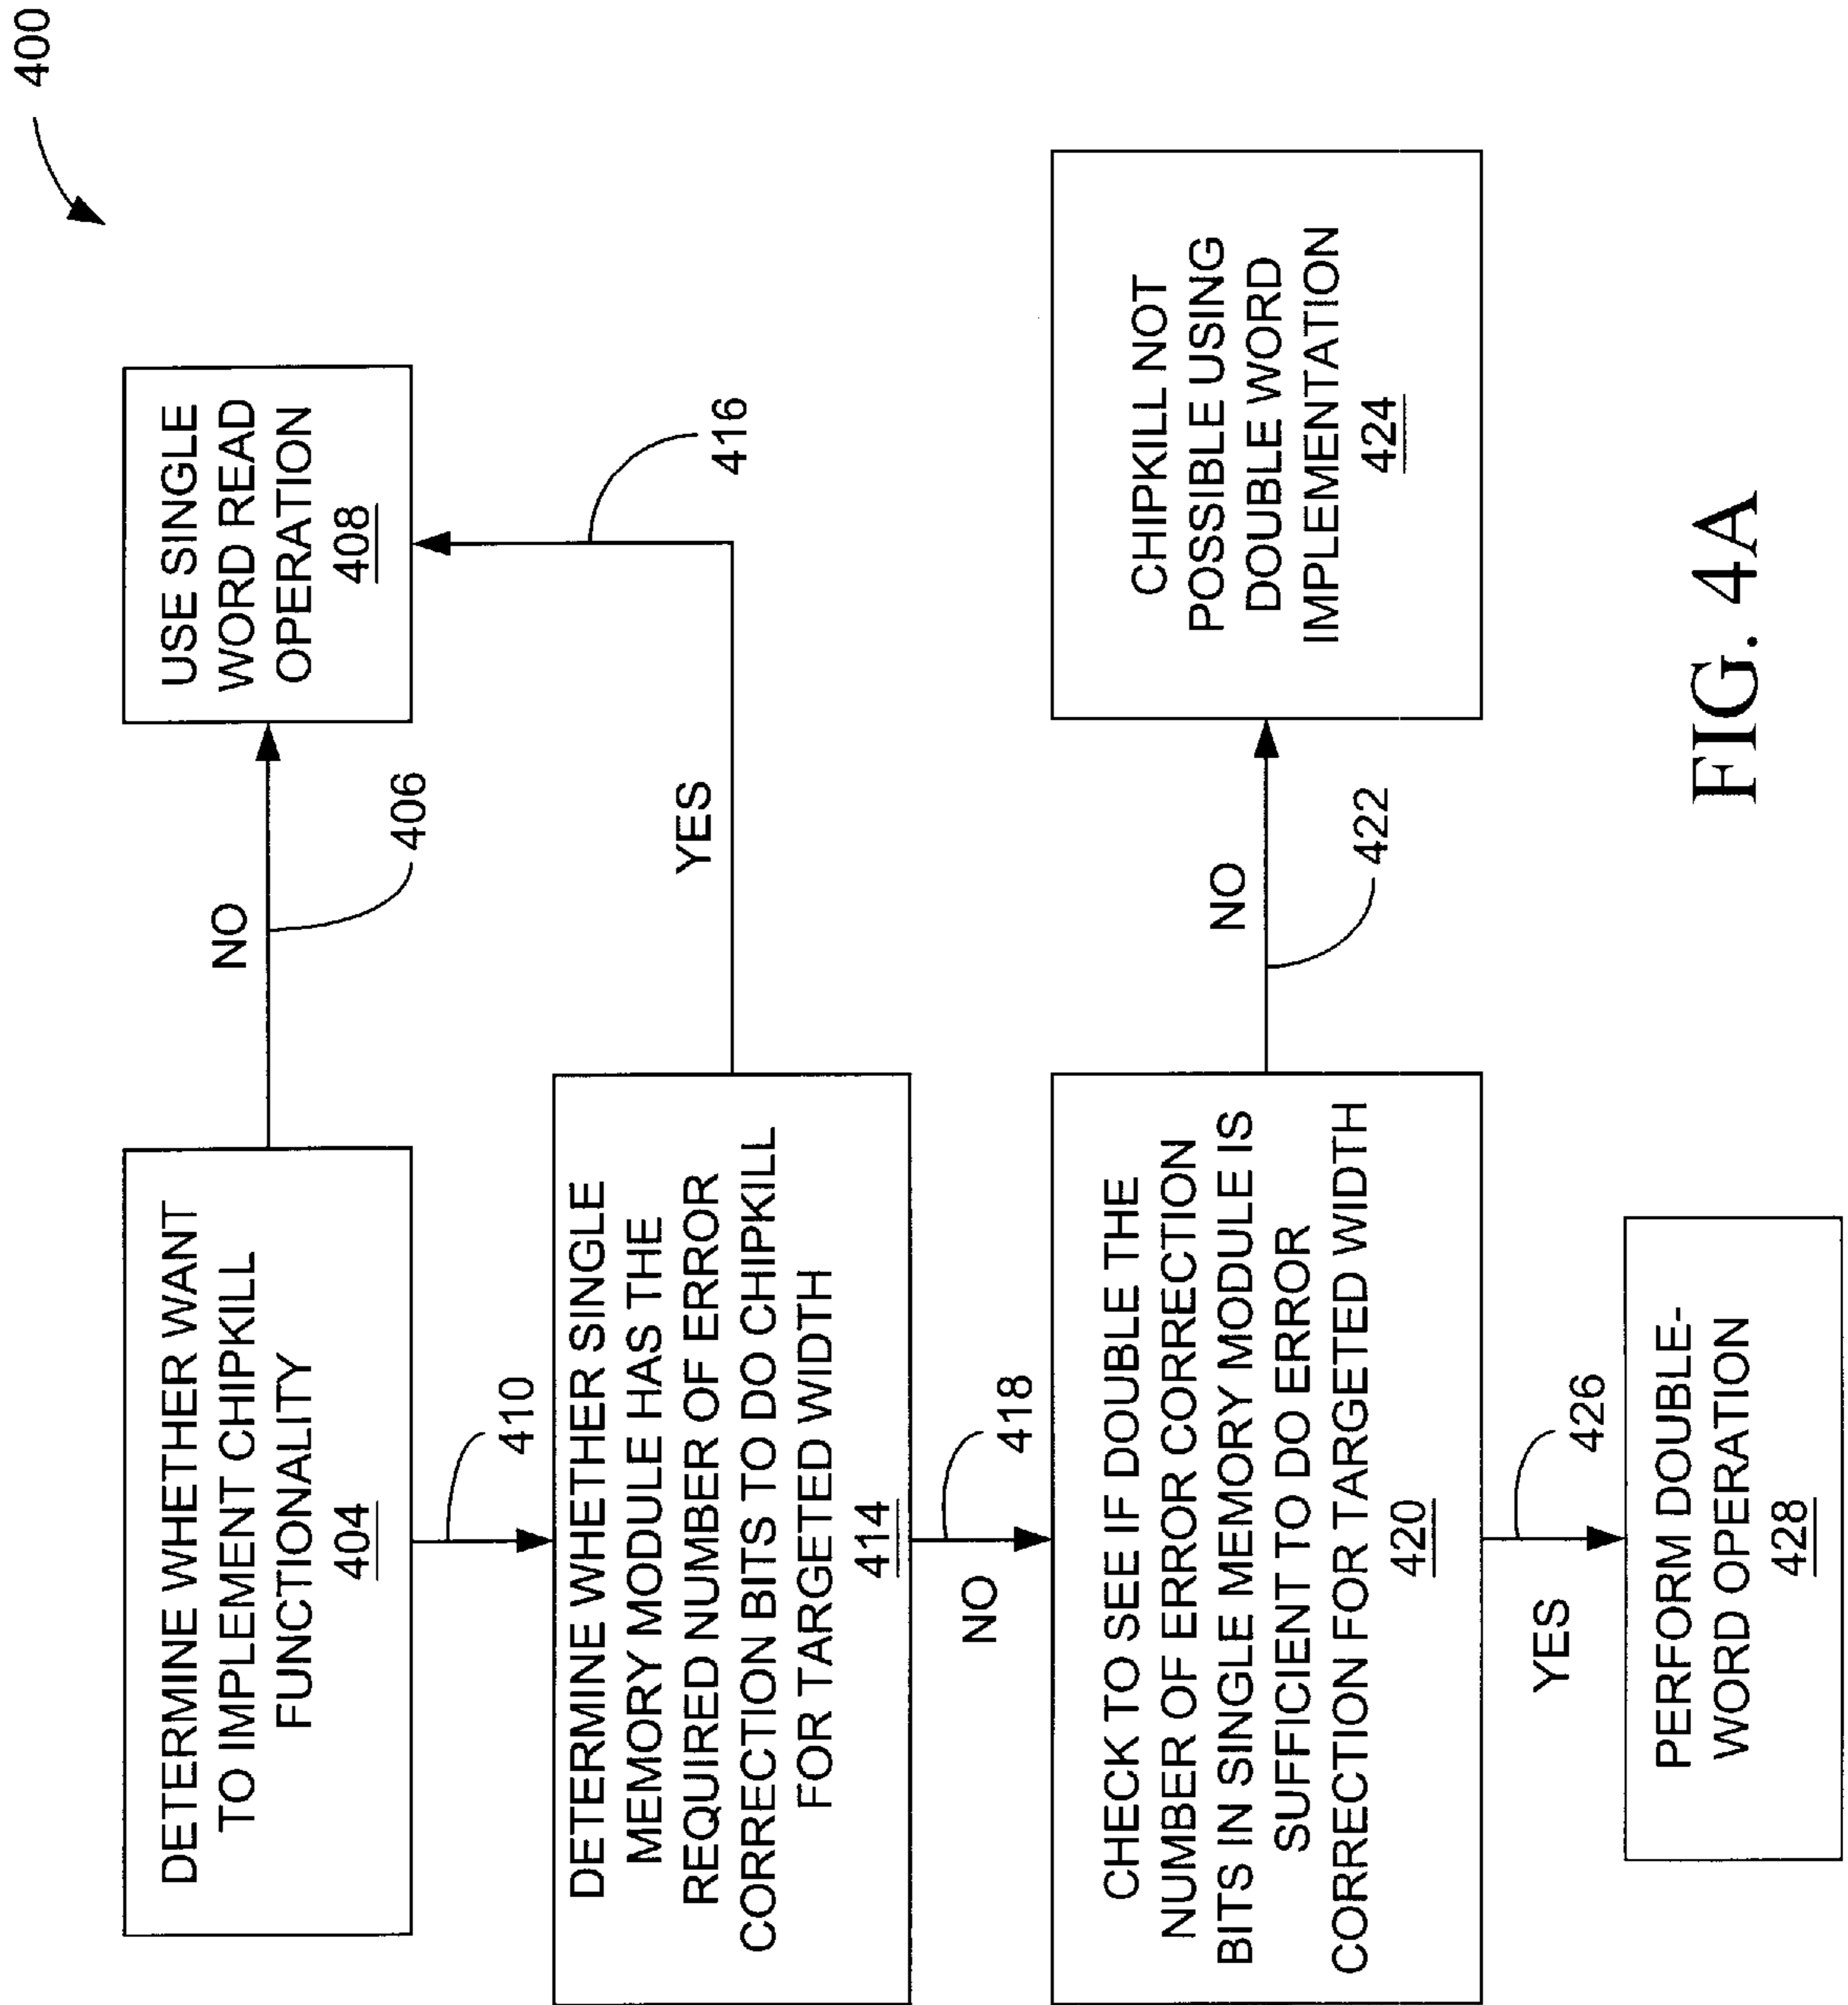 400
DETERMINE WHETHER WANT
TO IMPLEMENT CHIPKILL
FUNCTIONALITY
404
NO
406
USE SINGLE
WORD READ
OPERATION
408
410
DETERMINE WHETHER SINGLE
MEMORY MODULE HAS THE
REQUIRED NUMBER OF ERROR
CORRECTION BITS TO DO CHIPKILL
FOR TARGETED WIDTH
414
YES
416
NO
418
CHECK TO SEE IF DOUBLE THE
NUMBER OF ERROR CORRECTION
BITS IN SINGLE MEMORY MODULE IS
SUFFICIENT TO DO ERROR
CORRECTION FOR TARGETED WIDTH
420
NO
422
CHIPKILL NOT
POSSIBLE USING
DOUBLE WORD
IMPLEMENTATION
424
YES
426
PERFORM DOUBLE-
WORD OPERATION
428
FIG. 4A